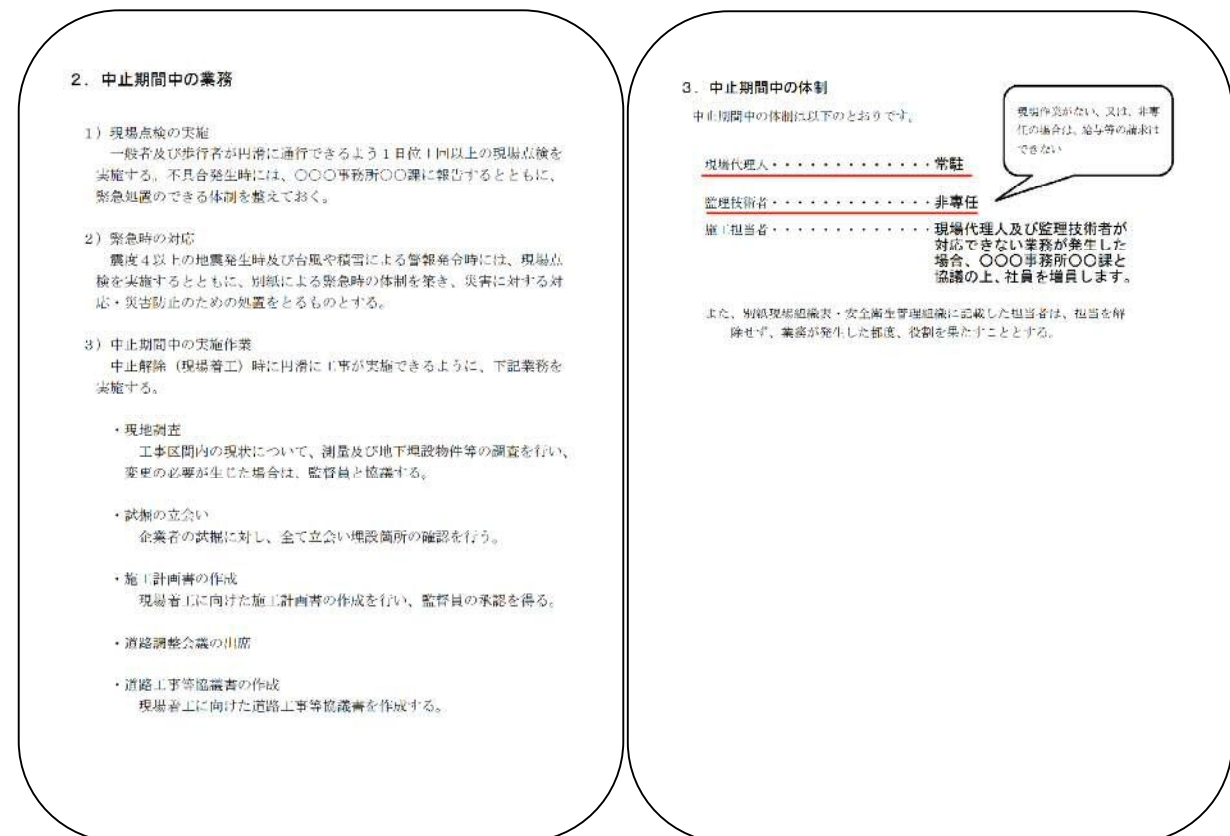 2．中止期間中の業務
1）現場点検の実施
一般者及び歩行者が円滑に通行できるよう1日位1回以上の現場点検を
実施する。不具合発生時には、〇〇〇事務所〇〇課に報告するとともに、
緊急処置のできる体制を整えておく。
2）緊急時の対応
震度4以上の地震発生時及び台風や積雪による警報発令時には、現場点
検を実施するとともに、別紙による緊急時の体制を築き、災害に対する対
応・災害防止のための処置をとるものとする。
3）中止期間中の実施作業
中止解除（現場着工）時に円滑に工事が実施できるように、下記業務を
実施する。
・現地調査
工事区間内の現状について、測量及び地下埋設物件等の調査を行い、
変更の必要が生じた場合は、監督員と協議する。
・試掘の立会い
企業者の試掘に対し、全て立会い埋設箇所の確認を行う。
・施工計画書の作成
現場着工に向けた施工計画書の作成を行い、監督員の承認を得る。
・道路調整会議の出席
・道路工事等協議書の作成
現場着工に向けた道路工事等協議書を作成する。
3．中止期間中の体制
中止期間中の体制は以下のとおりです。
現場作業がない、又は、非専
任の場合は、給与等の請求は
できない
現場代理人・・・・・・・・・・・・・・常駐
監理技術者・・・・・・・・・・・・・・非専任
施工担当者・・・・・・・・・・・・・・現場代理人及び監理技術者が
対応できない業務が発生した
場合、〇〇〇事務所〇〇課と
協議の上、社員を増員します。
また、別紙現場組織表・安全衛生管理組織に記載した担当者は、担当を解
除せず、業務が発生した都度、役割を果たすこととする。